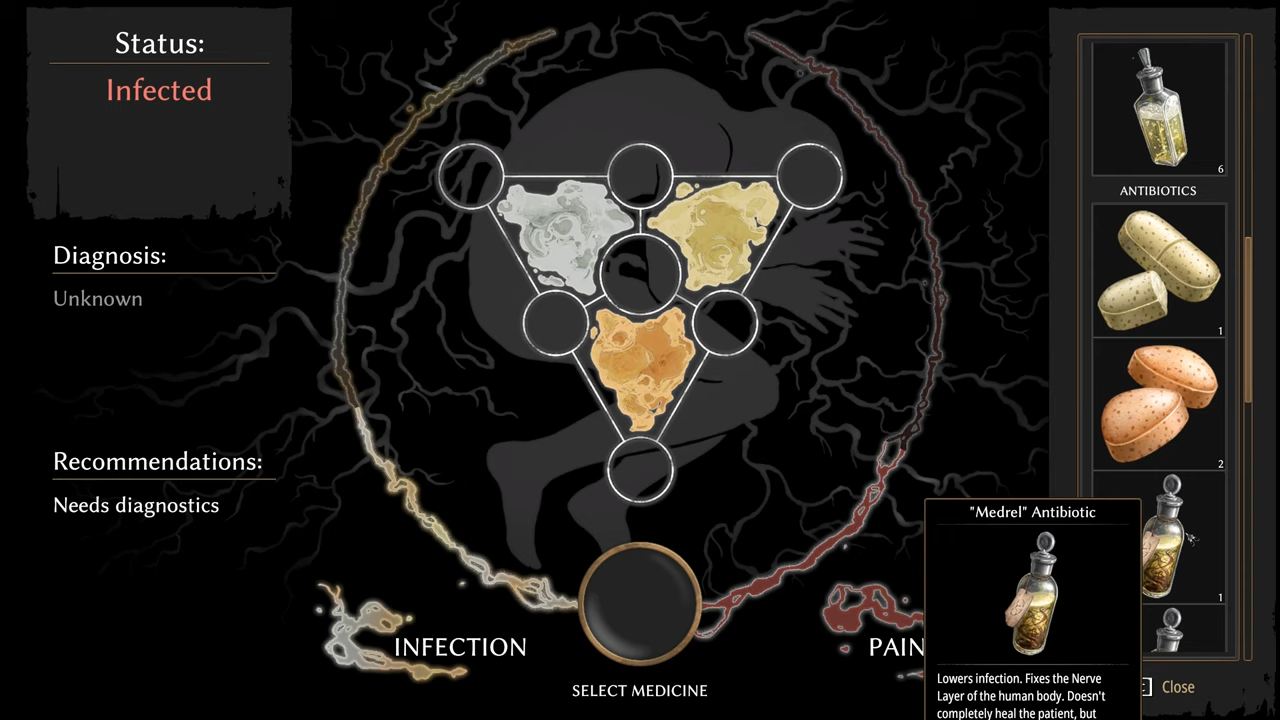 Status:
Infected
Diagnosis:
Unknown
Recommendations:
Needs diagnostics
INFECTION
PAIN
SELECT MEDICINE
6
ANTIBIOTICS
1
2
1
"Medrel" Antibiotic
Lowers infection. Fixes the Nerve
Layer of the human body. Doesn't
completely heal the patient, but
Close